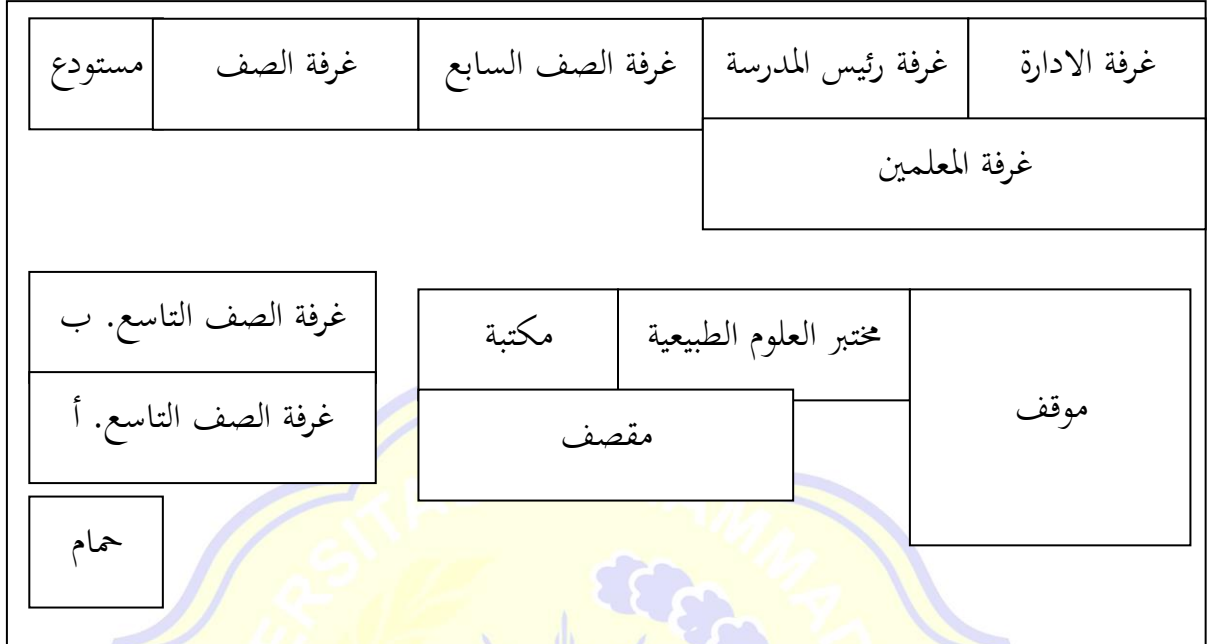 غرفة الادارة
غرفة رئيس المدرسة
غرفة الصف السابع
غرفة الصف
مستودع
غرفة المعلمين
موقف
مختبر العلوم الطبيعية
مكتبة
غرفة الصف التاسع. ب
مقصف
غرفة الصف التاسع. أ
حمام